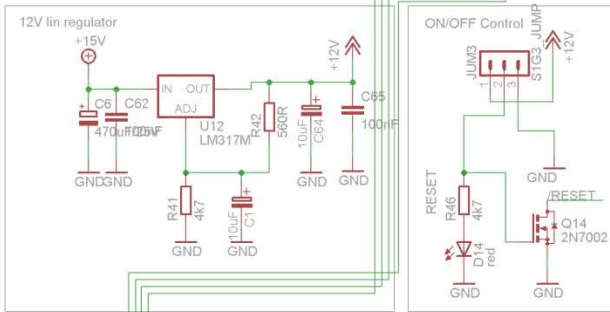 12V lin regulator
+15V
IN OUT
ADJ
U12
LM317M
C6
470uF/25V
C62
100nF
GND
GND
R41
4k7
GND
10uF
C1
GND
R42
560R
10uF
C64
GND
+12V
C65
100nF
GND
ON/OFF Control
JUM3
JUMP
S1G3
1
2
3
+12V
GND
RESET
R46
4k7
D14
red
GND
/RESET
Q14
2N7002
GND